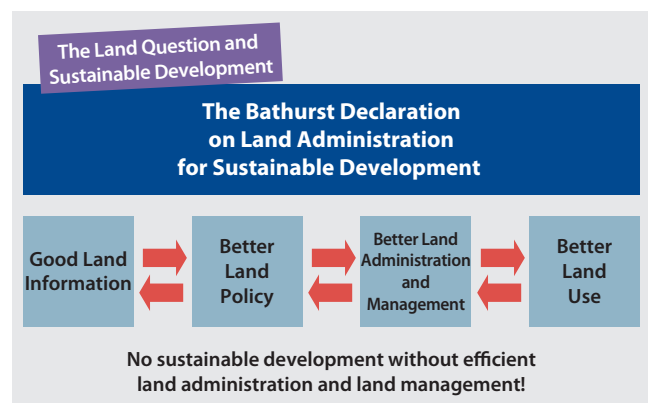 The Land Question and
Sustainable Development
The Bathurst Declaration
on Land Administration
for Sustainable Development
Good Land
Information
Better
Land
Policy
Better Land
Administration
and
Management
Better
Land
Use
No sustainable development without efficient
land administration and land management!